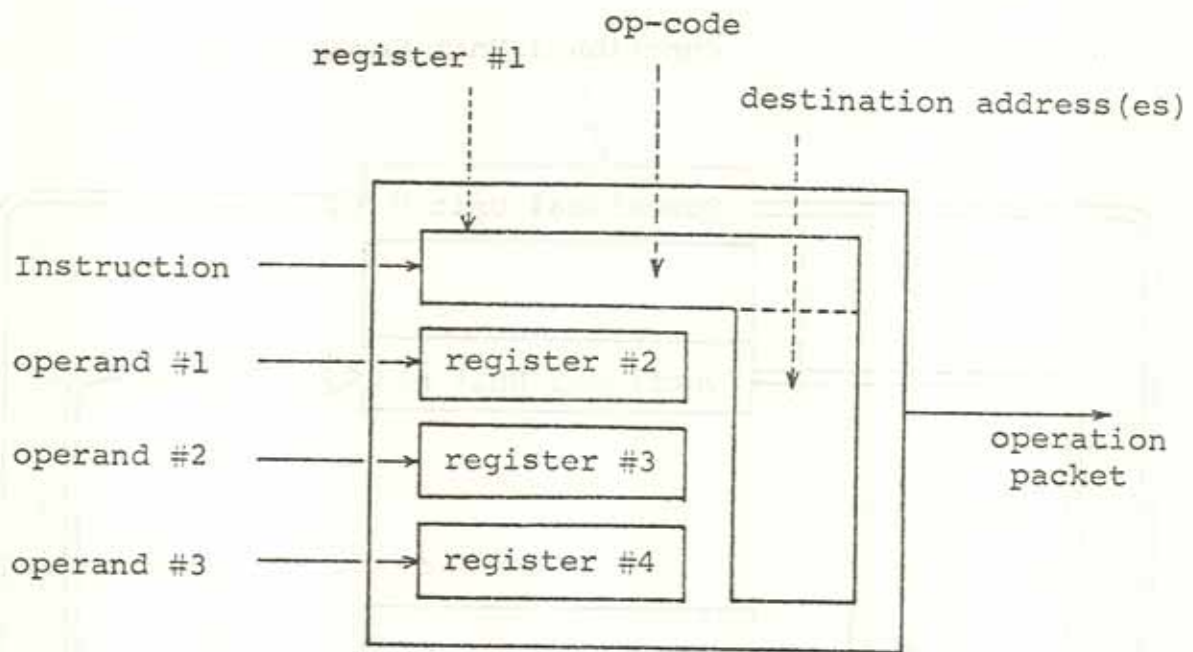 op-code
register #1
destination address(es)
Instruction
operand #1
register #2
operand #2
register #3
operation
packet
operand #3
register #4